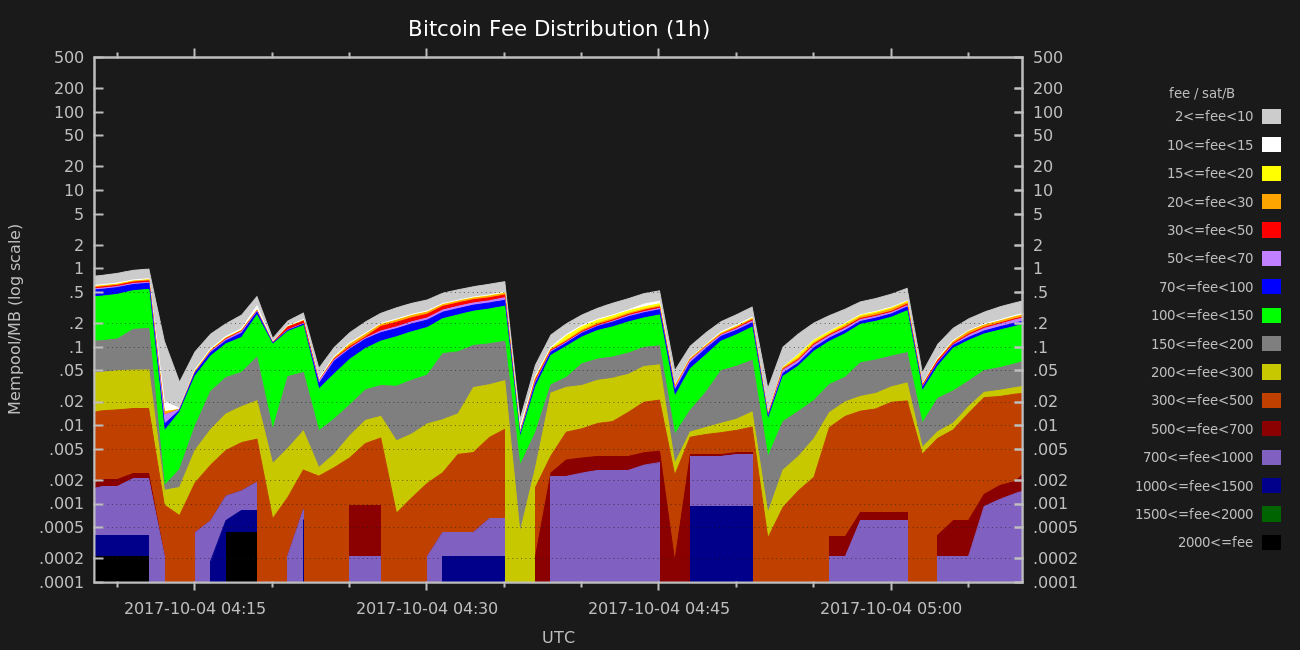 Bitcoin Fee Distribution (1h)
500 500
200 200
100 100
50 50
20 20
10 10
5 5
2 2
1 1
.5 .5
.2 .2
.1 .1
.05 .05
.02 .02
.01 .01
.005 .005
.002 .002
.001 .001
.0005 .0005
.0002 .0002
.0001 .0001
Mempool/MB (log scale)
2017-10-04 04:15 2017-10-04 04:30 2017-10-04 04:45 2017-10-04 05:00
UTC
fee / sat/B
2<=fee<10
10<=fee<15
15<=fee<20
20<=fee<30
30<=fee<50
50<=fee<70
70<=fee<100
100<=fee<150
150<=fee<200
200<=fee<300
300<=fee<500
500<=fee<700
700<=fee<1000
1000<=fee<1500
1500<=fee<2000
2000<=fee